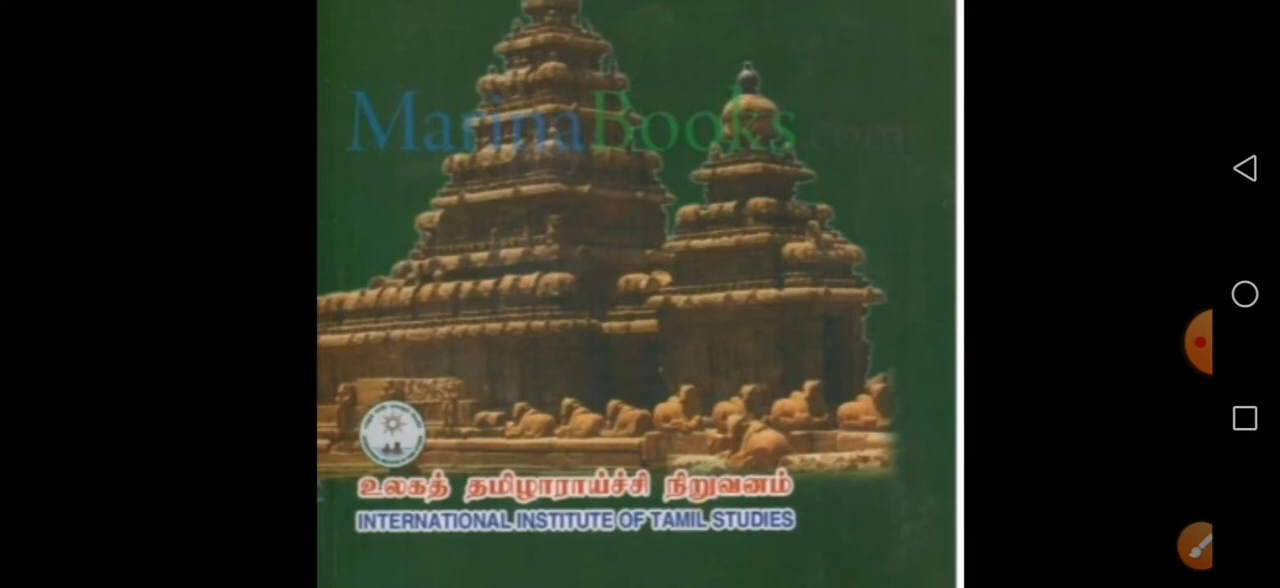 MarinaBooks.com
உலகத் தமிழாராய்ச்சி நிறுவனம்
INTERNATIONAL INSTITUTE OF TAMIL STUDIES